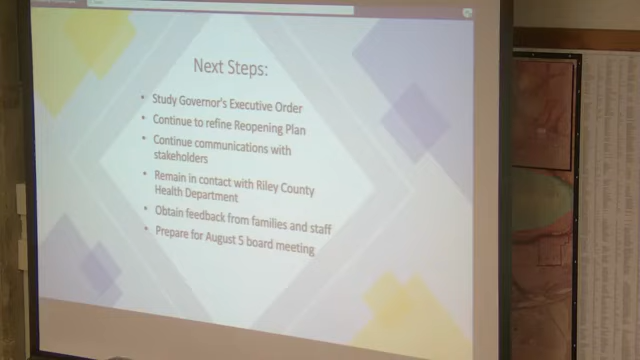 Next Steps:
• Study Governor's Executive Order
• Continue to refine Reopening Plan
• Continue communications with
stakeholders
• Remain in contact with Riley County
Health Department
• Obtain feedback from families and staff
• Prepare for August 5 board meeting